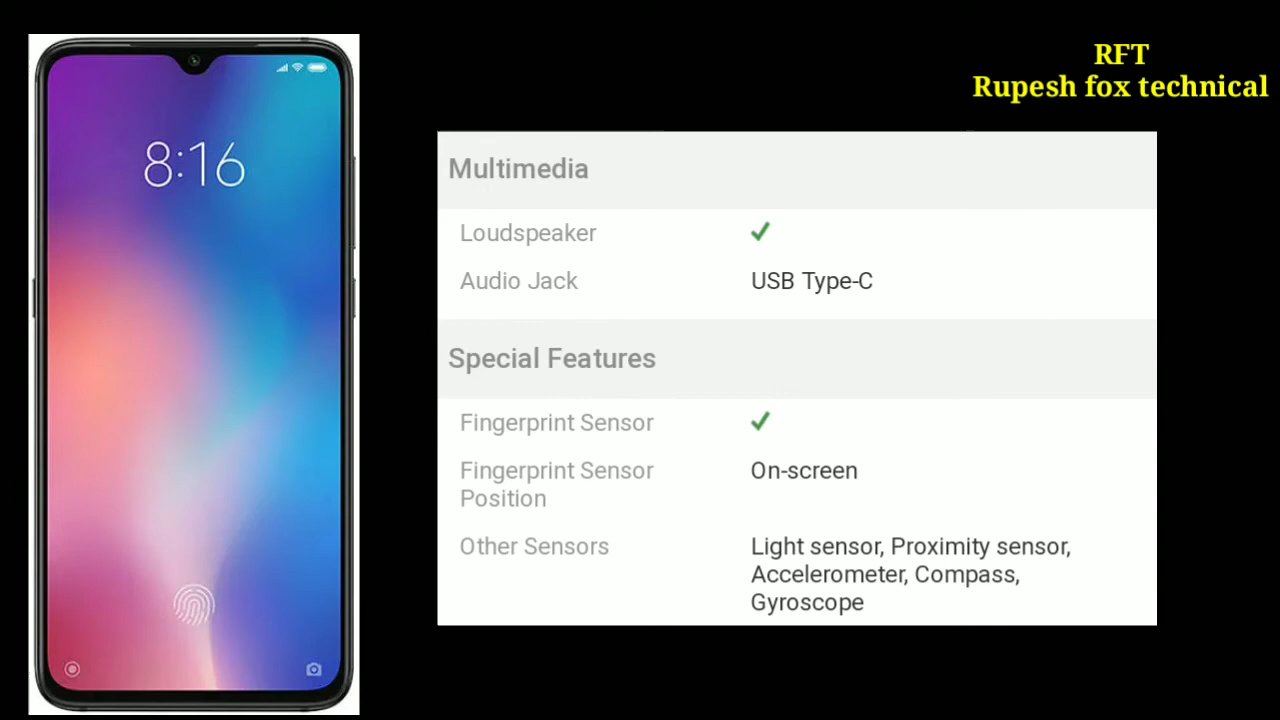 RFT
Rupesh fox technical
8:16
Multimedia
Loudspeaker
Audio Jack USB Type-C
Special Features
Fingerprint Sensor
Fingerprint Sensor On-screen
Position
Other Sensors Light sensor, Proximity sensor,
Accelerometer, Compass,
Gyroscope